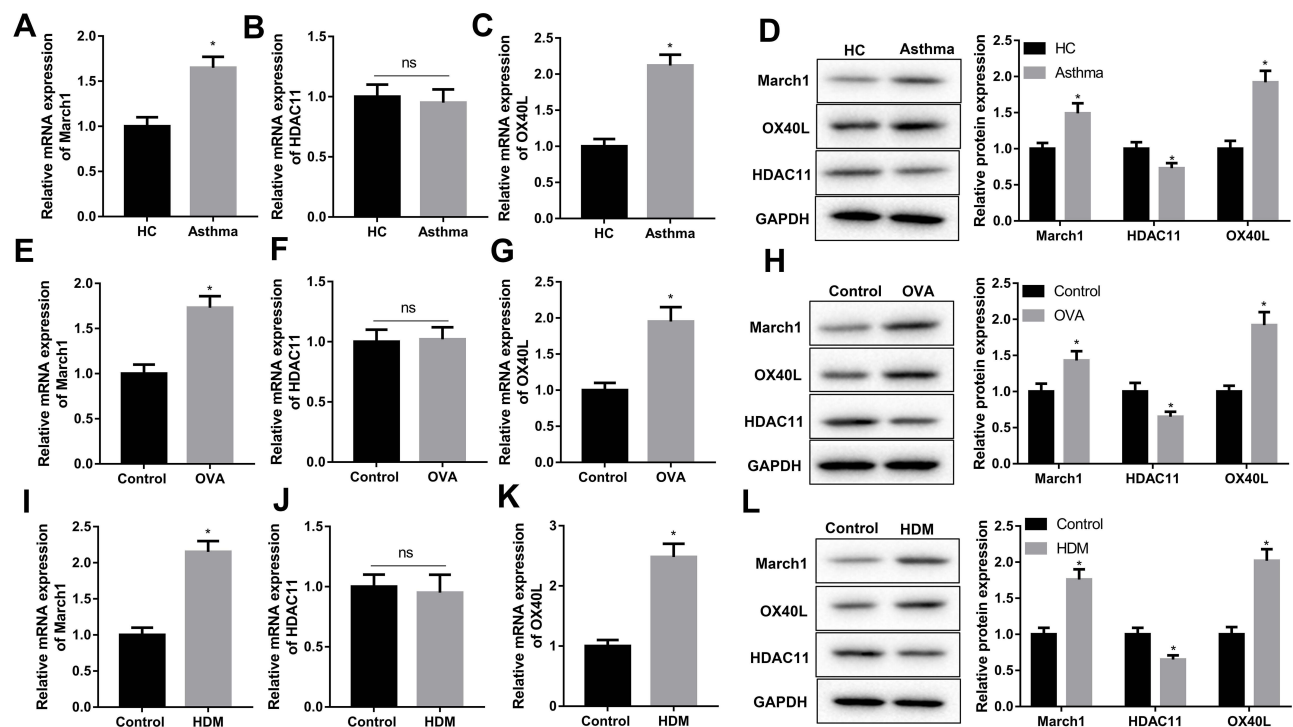 A
Relative mRNA expression
of March1
2.0
1.5
1.0
0.5
0.0
*
HC Asthma
B
Relative mRNA expression
of HDAC11
1.5
1.0
0.5
0.0
ns
HC Asthma
C
Relative mRNA expression
of OX40L
2.5
2.0
1.5
1.0
0.5
0.0
*
HC Asthma
D
HC Asthma
March1
OX40L
HDAC11
GAPDH
Relative protein expression
2.5
2.0
1.5
1.0
0.5
0.0
HC
Asthma
* * *
March1 HDAC11 OX40L
E
Relative mRNA expression
of March1
2.0
1.5
1.0
0.5
0.0
*
Control OVA
F
Relative mRNA expression
of HDAC11
1.5
1.0
0.5
0.0
ns
Control OVA
G
Relative mRNA expression
of OX40L
2.5
2.0
1.5
1.0
0.5
0.0
*
Control OVA
H
Control OVA
March1
OX40L
HDAC11
GAPDH
Relative protein expression
2.5
2.0
1.5
1.0
0.5
0.0
Control
OVA
* * *
March1 HDAC11 OX40L
I
Relative mRNA expression
of March1
2.5
2.0
1.5
1.0
0.5
0.0
*
Control HDM
J
Relative mRNA expression
of HDAC11
1.5
1.0
0.5
0.0
ns
Control HDM
K
Relative mRNA expression
of OX40L
3
2
1
0
*
Control HDM
L
Control HDM
March1
OX40L
HDAC11
GAPDH
Relative protein expression
2.5
2.0
1.5
1.0
0.5
0.0
Control
HDM
* * *
March1 HDAC11 OX40L